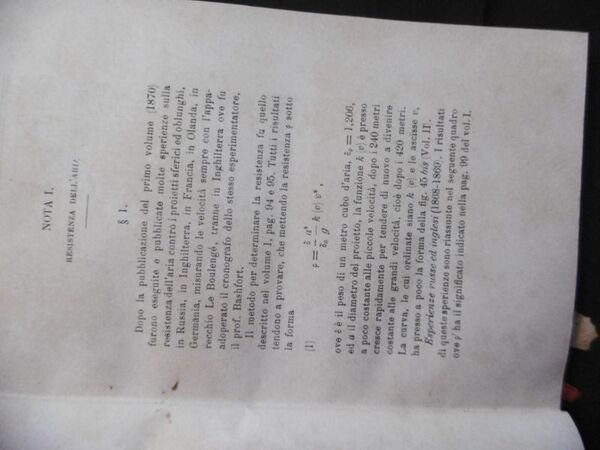 NOTA I.
RESISTENZA DELL'ARIA
§ 1.
Dopo la pubblicazione del primo volume (1870)
furono eseguite e pubblicate molte sperienze sulla
resistenza dell'aria contro i proietti sferici ed oblunghi,
in Russia, in Inghilterra, in Francia, in Olanda, in
Germania, misurando le velocità sempre con l'appa-
recchio Le Boulengé, tranne in Inghilterra ove fu
adoperato il cronografo dello stesso esperimentatore,
il prof. Bashfort.
Il metodo per determinare la resistenza fu quello
descritto nel volume I, pag. 94 e 95. Tutti i risultati
tendono a provare, che mettendo la resistenza ρ sotto
la forma
(1) ρ = δ/δ₀ a²/g k (v) v²,
ove δ è il peso di un metro cubo d'aria, δ₀ = 1,206,
ed a il diametro del proietto, la funzione k (v) è presso
a poco costante alle piccole velocità, dopo i 240 metri
cresce rapidamente per tendere di nuovo a divenire
costante alle grandi velocità, cioè dopo i 420 metri.
La curva, le cui ordinate siano k (v) e le ascisse v,
ha presso a poco la forma della fig. 45 bis (Vol. II).
Esperienze russe ed inglesi (1868-1869). I risultati
di queste sperienze sono riassunte nel seguente quadro
ove ρ' ha il significato indicato nella pag. 99 del vol. I.